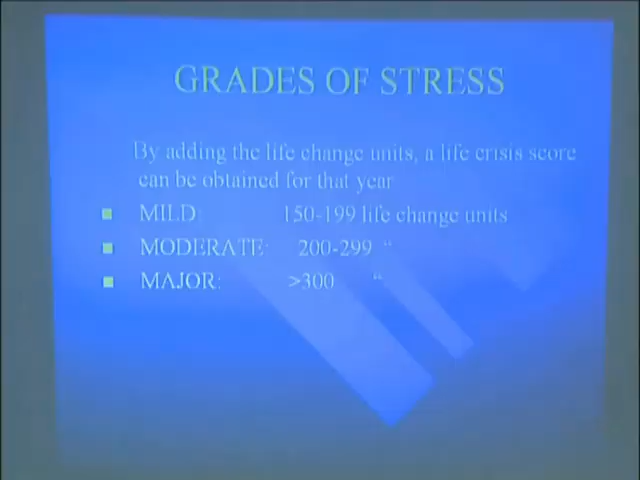 GRADES OF STRESS
By adding the life change units, a life crisis score
can be obtained for that year
MILD: 150-199 life change units
MODERATE: 200-299 “
MAJOR: >300 “